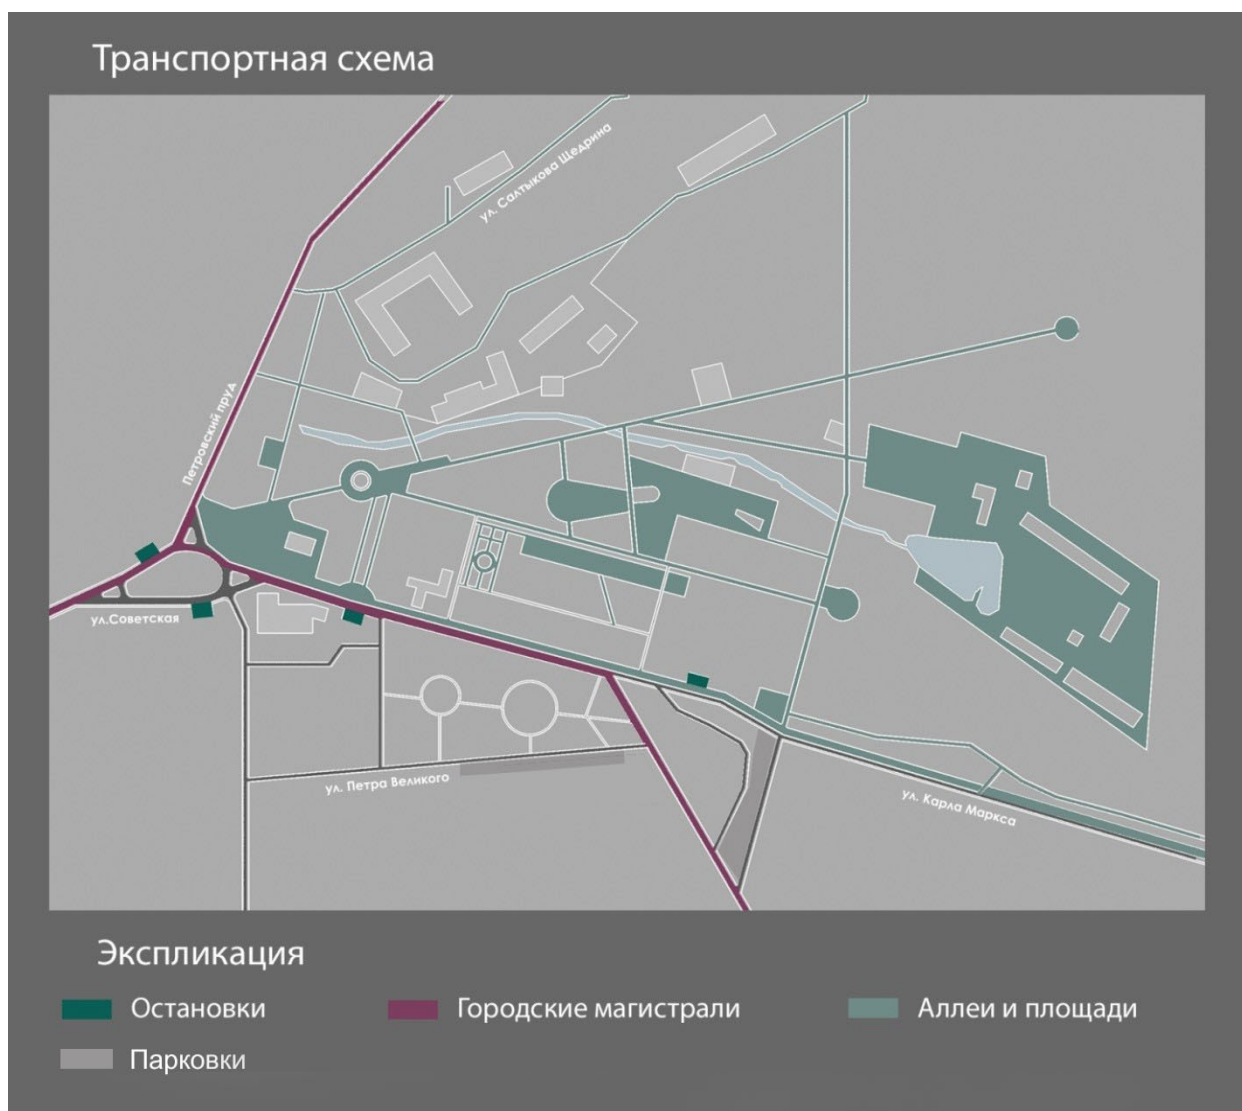 Транспортная схема
ул. Салтыкова Щедрина
Петровский пруд
ул.Советская
ул. Петра Великого
ул. Карла Маркса
Экспликация
Остановки
Городские магистрали
Аллеи и площади
Парковки